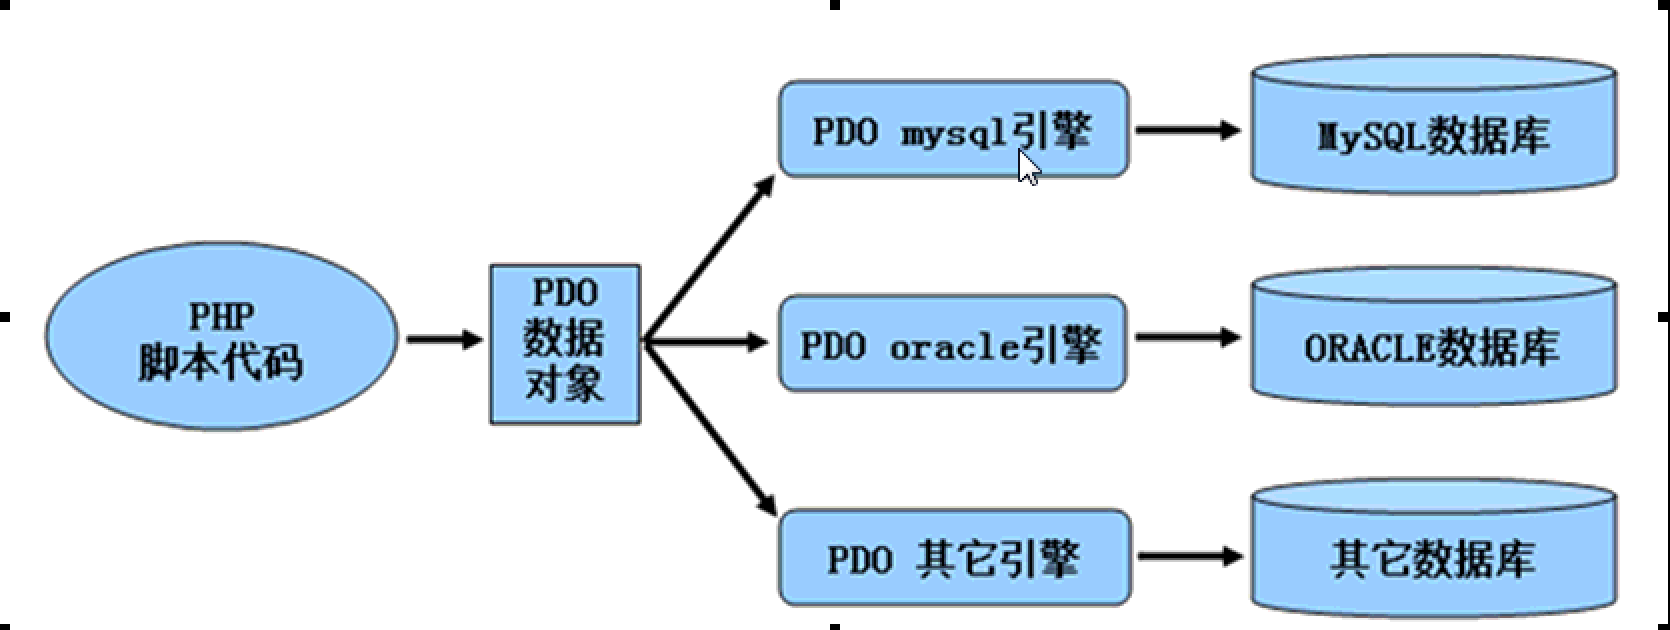 PHP
脚本代码
PDO
数据
对象
PDO mysql引擎
MySQL数据库
PDO oracle引擎
ORACLE数据库
PDO 其它引擎
其它数据库